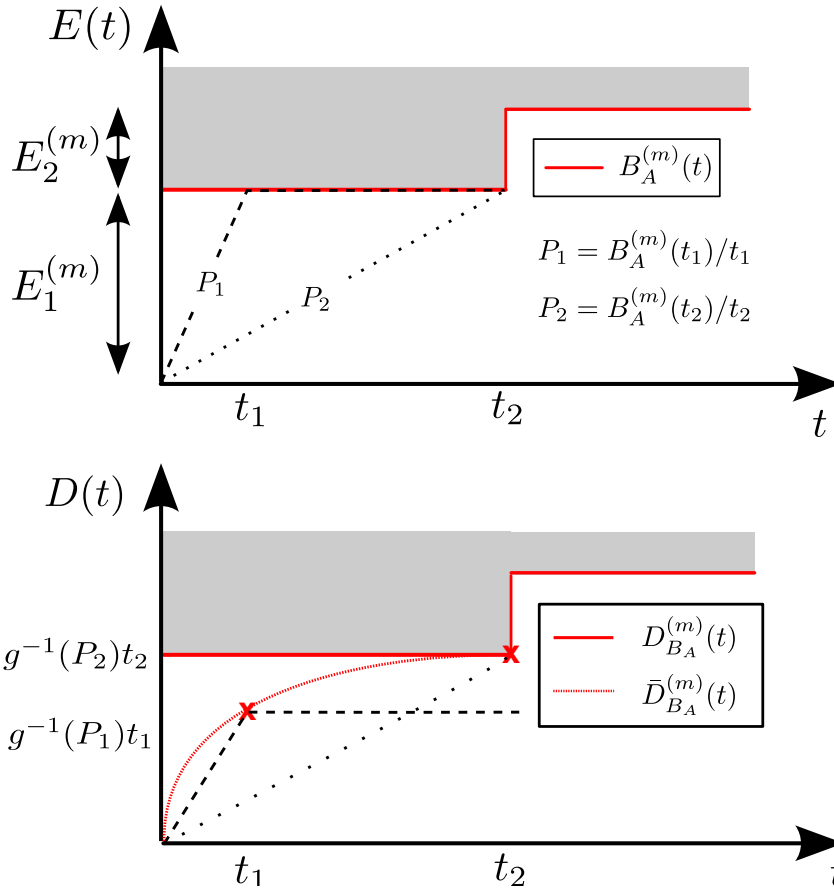 E(t)
E_2^{(m)}
B_A^{(m)}(t)
E_1^{(m)}
P_1 = B_A^{(m)}(t_1)/t_1
P_1
P_2
P_2 = B_A^{(m)}(t_2)/t_2
t_1
t_2
t
D(t)
D_{B_A}^{(m)}(t)
g^{-1}(P_2)t_2
\bar{D}_{B_A}^{(m)}(t)
g^{-1}(P_1)t_1
t_1
t_2